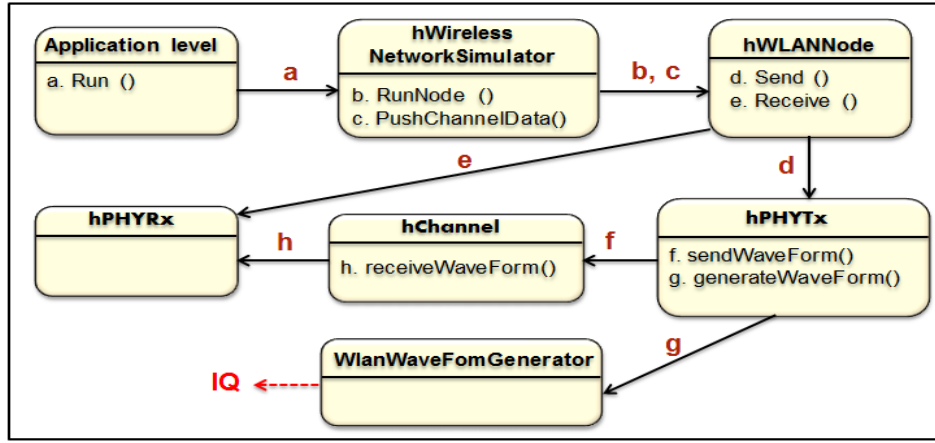 Application level
a. Run ()
a
hWireless
NetworkSimulator
b. RunNode ()
c. PushChannelData()
b, c
hWLANNode
d. Send ()
e. Receive ()
e
d
hPHYRx
h
hChannel
h. receiveWaveForm()
f
hPHYTx
f. sendWaveForm()
g. generateWaveForm()
g
WlanWaveFomGenerator
IQ